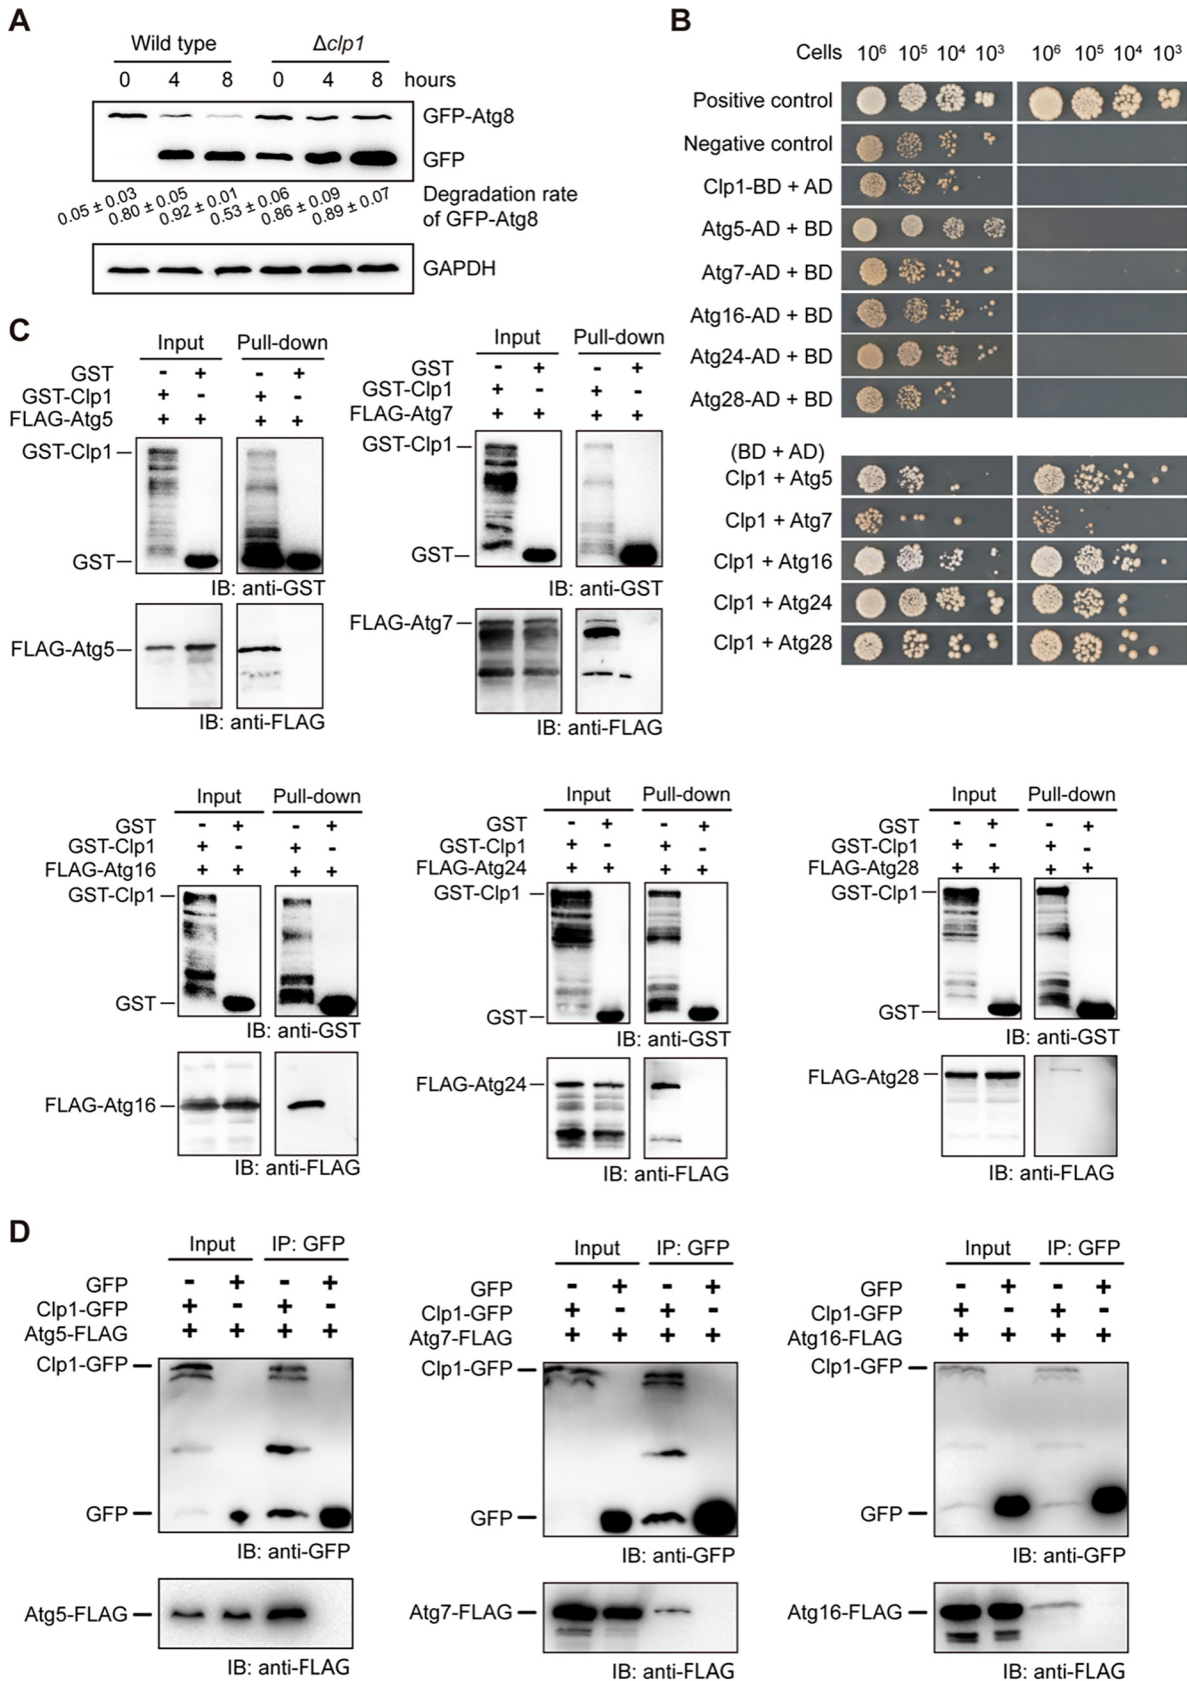 A
Wild type Δclp1
0 4 8 0 4 8 hours
GFP-Atg8
GFP
0.05 ± 0.03 0.80 ± 0.05 0.92 ± 0.01 0.53 ± 0.06 0.86 ± 0.09 0.89 ± 0.07
Degradation rate
of GFP-Atg8
GAPDH
B
Cells 10⁶ 10⁵ 10⁴ 10³ 10⁶ 10⁵ 10⁴ 10³
Positive control
Negative control
Clp1-BD + AD
Atg5-AD + BD
Atg7-AD + BD
Atg16-AD + BD
Atg24-AD + BD
Atg28-AD + BD
(BD + AD)
Clp1 + Atg5
Clp1 + Atg7
Clp1 + Atg16
Clp1 + Atg24
Clp1 + Atg28
C
Input Pull-down
GST - + - +
GST-Clp1 + - + -
FLAG-Atg5 + + + +
GST-Clp1
GST
IB: anti-GST
FLAG-Atg5
IB: anti-FLAG
Input Pull-down
GST - + - +
GST-Clp1 + - + -
FLAG-Atg7 + + + +
GST-Clp1
GST
IB: anti-GST
FLAG-Atg7
IB: anti-FLAG
Input Pull-down
GST - + - +
GST-Clp1 + - + -
FLAG-Atg16 + + + +
GST-Clp1
GST
IB: anti-GST
FLAG-Atg16
IB: anti-FLAG
Input Pull-down
GST - + - +
GST-Clp1 + - + -
FLAG-Atg24 + + + +
GST-Clp1
GST
IB: anti-GST
FLAG-Atg24
IB: anti-FLAG
Input Pull-down
GST - + - +
GST-Clp1 + - + -
FLAG-Atg28 + + + +
GST-Clp1
GST
IB: anti-GST
FLAG-Atg28
IB: anti-FLAG
D
Input IP: GFP
GFP - + - +
Clp1-GFP + - + -
Atg5-FLAG + + + +
Clp1-GFP
GFP
IB: anti-GFP
Atg5-FLAG
IB: anti-FLAG
Input IP: GFP
GFP - + - +
Clp1-GFP + - + -
Atg7-FLAG + + + +
Clp1-GFP
GFP
IB: anti-GFP
Atg7-FLAG
IB: anti-FLAG
Input IP: GFP
GFP - + - +
Clp1-GFP + - + -
Atg16-FLAG + + + +
Clp1-GFP
GFP
IB: anti-GFP
Atg16-FLAG
IB: anti-FLAG